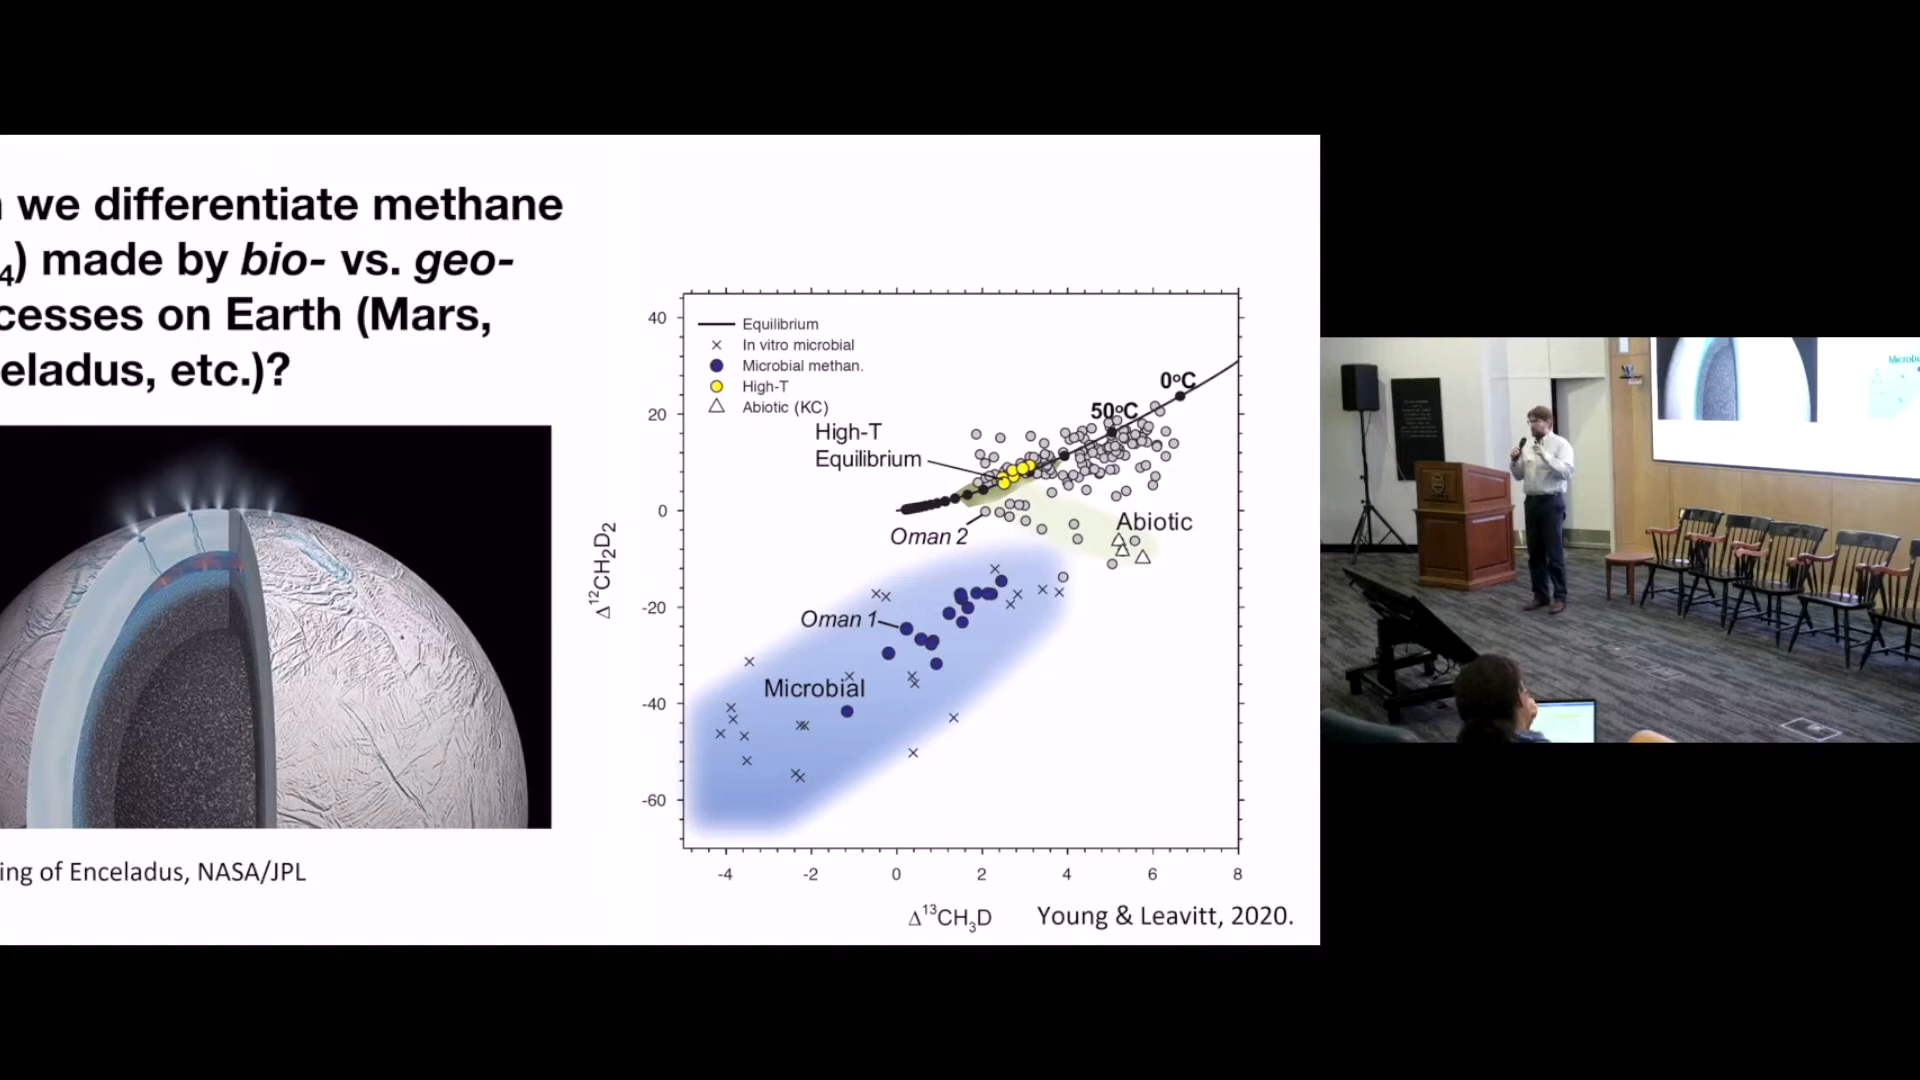 we differentiate methane
4) made by bio- vs. geo-
cesses on Earth (Mars,
eladus, etc.)?
ing of Enceladus, NASA/JPL
Equilibrium
In vitro microbial
Microbial methan.
High-T
Abiotic (KC)
High-T
Equilibrium
50°C
0°C
Oman 2
Abiotic
Oman 1
Microbial
40
20
0
-20
-40
-60
Δ12CH2D2
-4 -2 0 2 4 6 8
Δ13CH3D
Young & Leavitt, 2020.